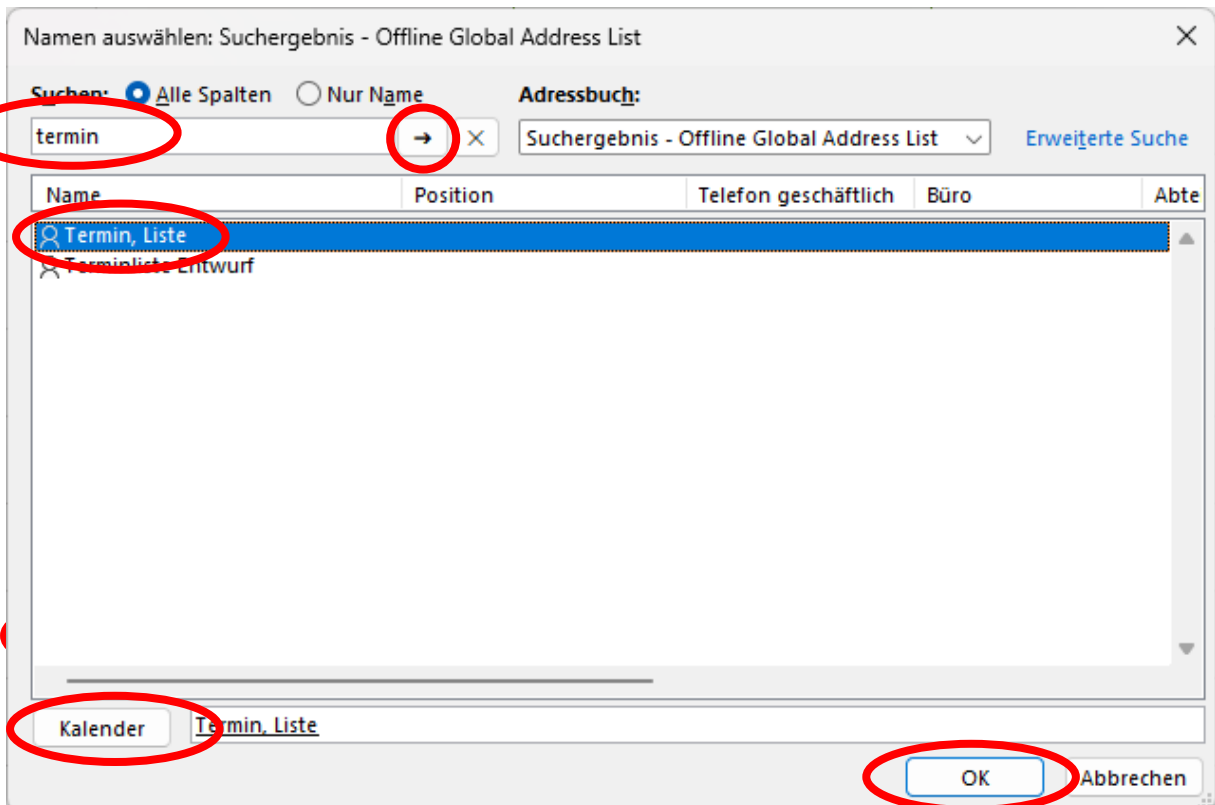 Namen auswählen: Suchergebnis - Offline Global Address List
Suchen: Alle Spalten Nur Name Adressbuch:
termin Suchergebnis - Offline Global Address List Erweiterte Suche
Name Position Telefon geschäftlich Büro Abte
Termin, Liste
Terminliste Entwurf
Kalender Termin, Liste
OK Abbrechen